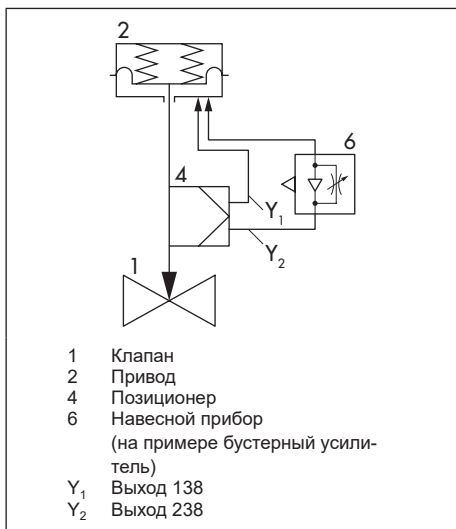 2
6
4
Y1
Y2
1
1 Клапан
2 Привод
4 Позиционер
6 Навесной прибор
(на примере бустерный усили-
тель)
Y1 Выход 138
Y2 Выход 238